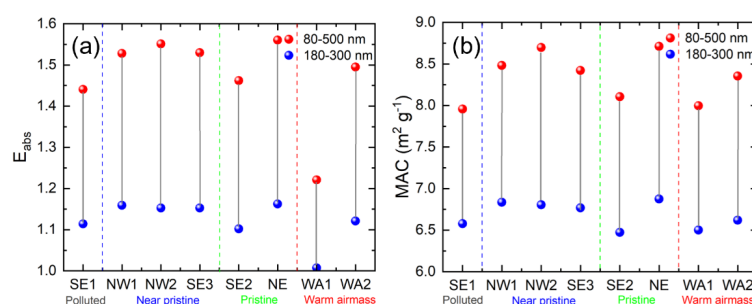 (a)
80-500 nm
180-300 nm
E_abs
1.6
1.5
1.4
1.3
1.2
1.1
1.0
SE1 NW1 NW2 SE3 SE2 NE WA1 WA2
Polluted Near pristine Pristine Warm airmass
(b)
80-500 nm
180-300 nm
MAC (m² g⁻¹)
9.0
8.5
8.0
7.5
7.0
6.5
6.0
SE1 NW1 NW2 SE3 SE2 NE WA1 WA2
Polluted Near pristine Pristine Warm airmass